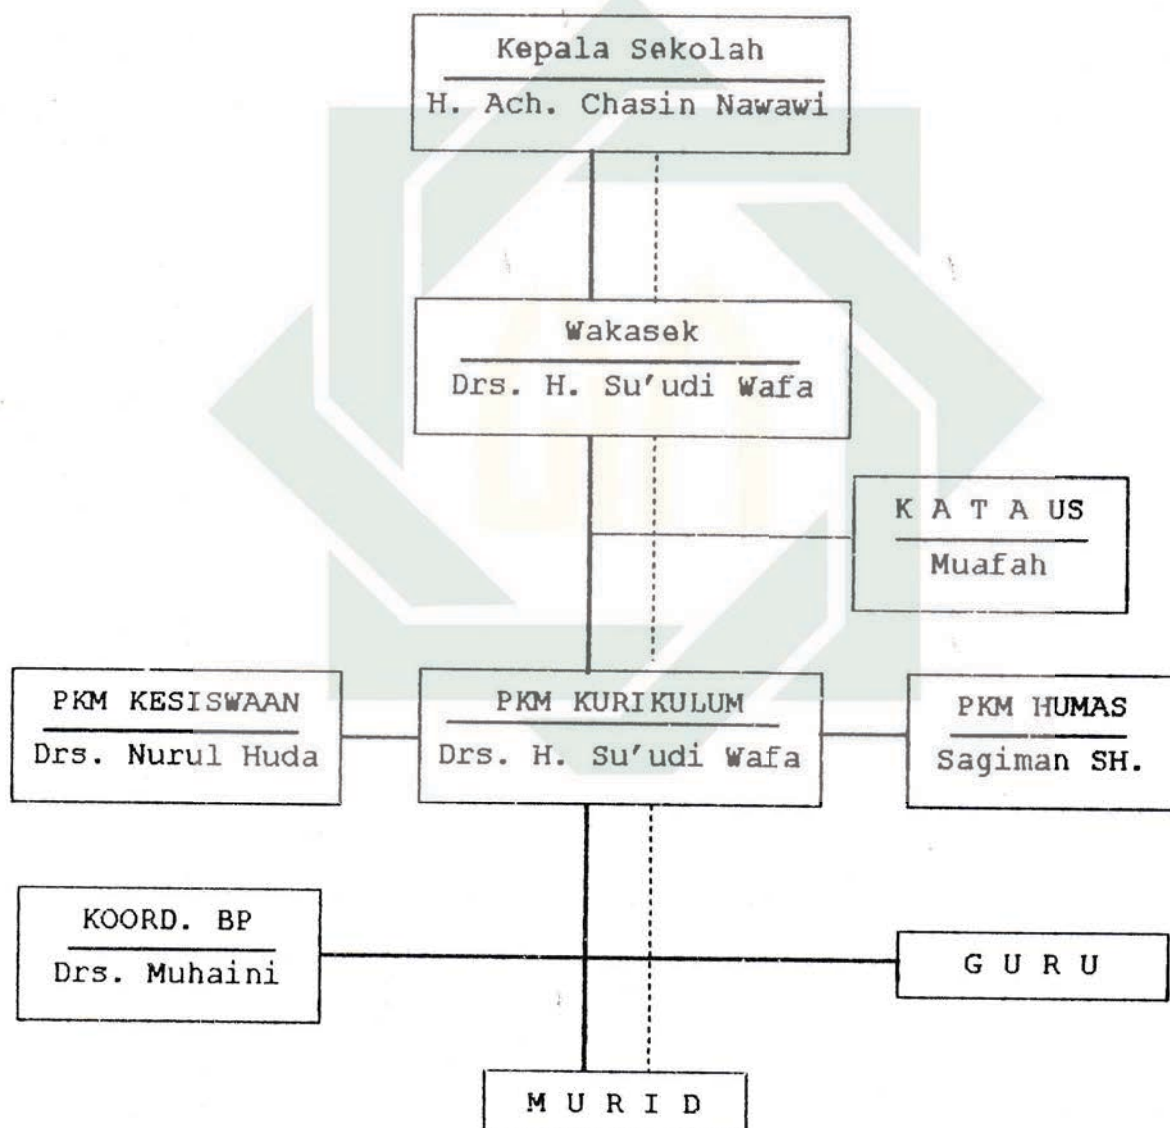 Kepala Sekolah
H. Ach. Chasin Nawawi
Wakasek
Drs. H. Su'udi Wafa
K A T A US
Muafah
PKM KESISWAAN
Drs. Nurul Huda
PKM KURIKULUM
Drs. H. Su'udi Wafa
PKM HUMAS
Sagiman SH.
KOORD. BP
Drs. Muhaini
G U R U
M U R I D